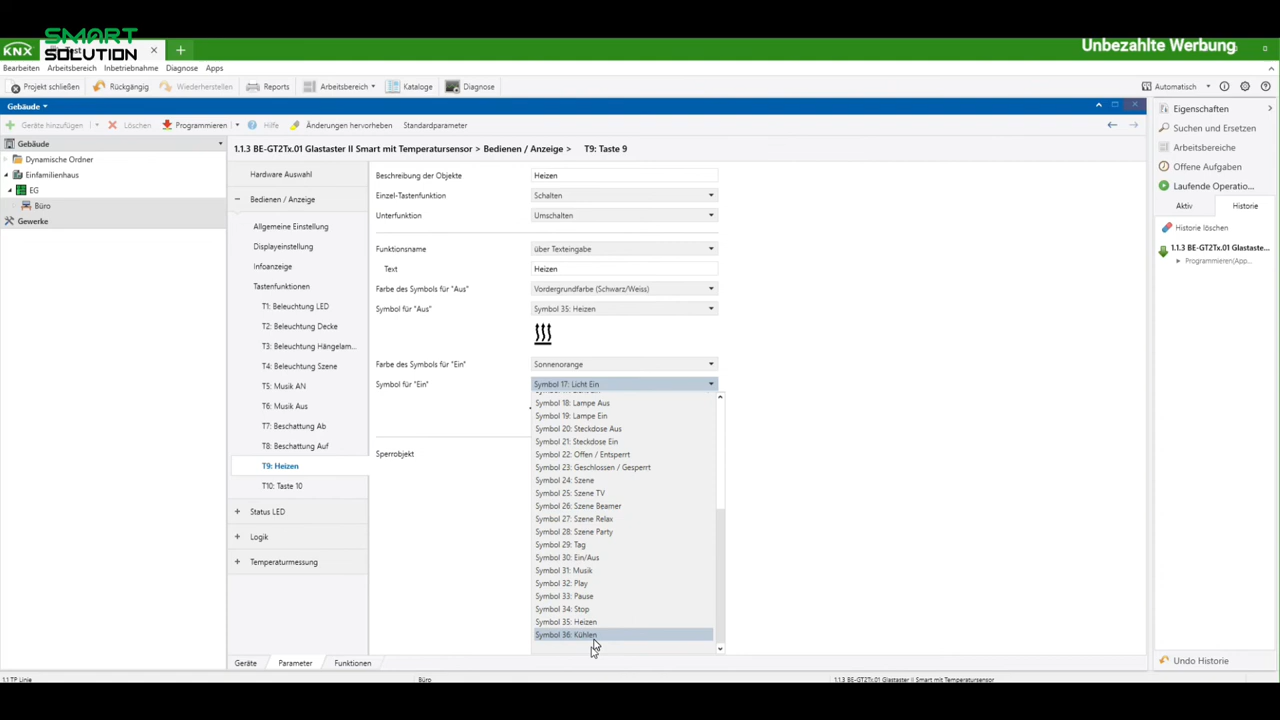 SMART
SOLUTION
Unbezahlte Werbung
KNX
Bearbeiten Arbeitsbereich Inbetriebnahme Diagnose Apps
Projekt schließen Rückgängig Wiederherstellen Reports Arbeitsbereich Kataloge Diagnose Automatisch
Gebäude
Geräte hinzufügen Löschen Programmieren Hilfe Änderungen hervorheben Standardparameter
Gebäude
Dynamische Ordner
Einfamilienhaus
EG
Büro
Gewerke
1.1.3 BE-GT2Tx.01 Glastaster II Smart mit Temperatursensor > Bedienen / Anzeige > T9: Taste 9
Hardware Auswahl
Bedienen / Anzeige
Allgemeine Einstellung
Displayeinstellung
Infoanzeige
Tastenfunktionen
T1: Beleuchtung LED
T2: Beleuchtung Decke
T3: Beleuchtung Hängelam...
T4: Beleuchtung Szene
T5: Musik AN
T6: Musik Aus
T7: Beschattung Ab
T8: Beschattung Auf
T9: Heizen
T10: Taste 10
Status LED
Logik
Temperaturmessung
Beschreibung der Objekte Heizen
Einzel-Tastenfunktion Schalten
Unterfunktion Umschalten
Funktionsname über Texteingabe
Text Heizen
Farbe des Symbols für "Aus" Vordergrundfarbe (Schwarz/Weiss)
Symbol für "Aus" Symbol 35: Heizen
Farbe des Symbols für "Ein" Sonnenorange
Symbol für "Ein" Symbol 17: Licht Ein
Symbol 18: Lampe Aus
Symbol 19: Lampe Ein
Symbol 20: Steckdose Aus
Symbol 21: Steckdose Ein
Symbol 22: Offen / Entsperrt
Symbol 23: Geschlossen / Gesperrt
Symbol 24: Szene
Symbol 25: Szene TV
Symbol 26: Szene Beamer
Symbol 27: Szene Relax
Symbol 28: Szene Party
Symbol 29: Tag
Symbol 30: Ein/Aus
Symbol 31: Musik
Symbol 32: Play
Symbol 33: Pause
Symbol 34: Stop
Symbol 35: Heizen
Symbol 36: Kühlen
Sperrobjekt
Eigenschaften
Suchen und Ersetzen
Arbeitsbereiche
Offene Aufgaben
Laufende Operatio...
Aktiv Historie
Historie löschen
1.1.3 BE-GT2Tx.01 Glastaste...
Programmieren(App...
Undo Historie
Geräte Parameter Funktionen
1.1 TP Linie Büro 1.1.3 BE-GT2Tx.01 Glastaster II Smart mit Temperatursensor